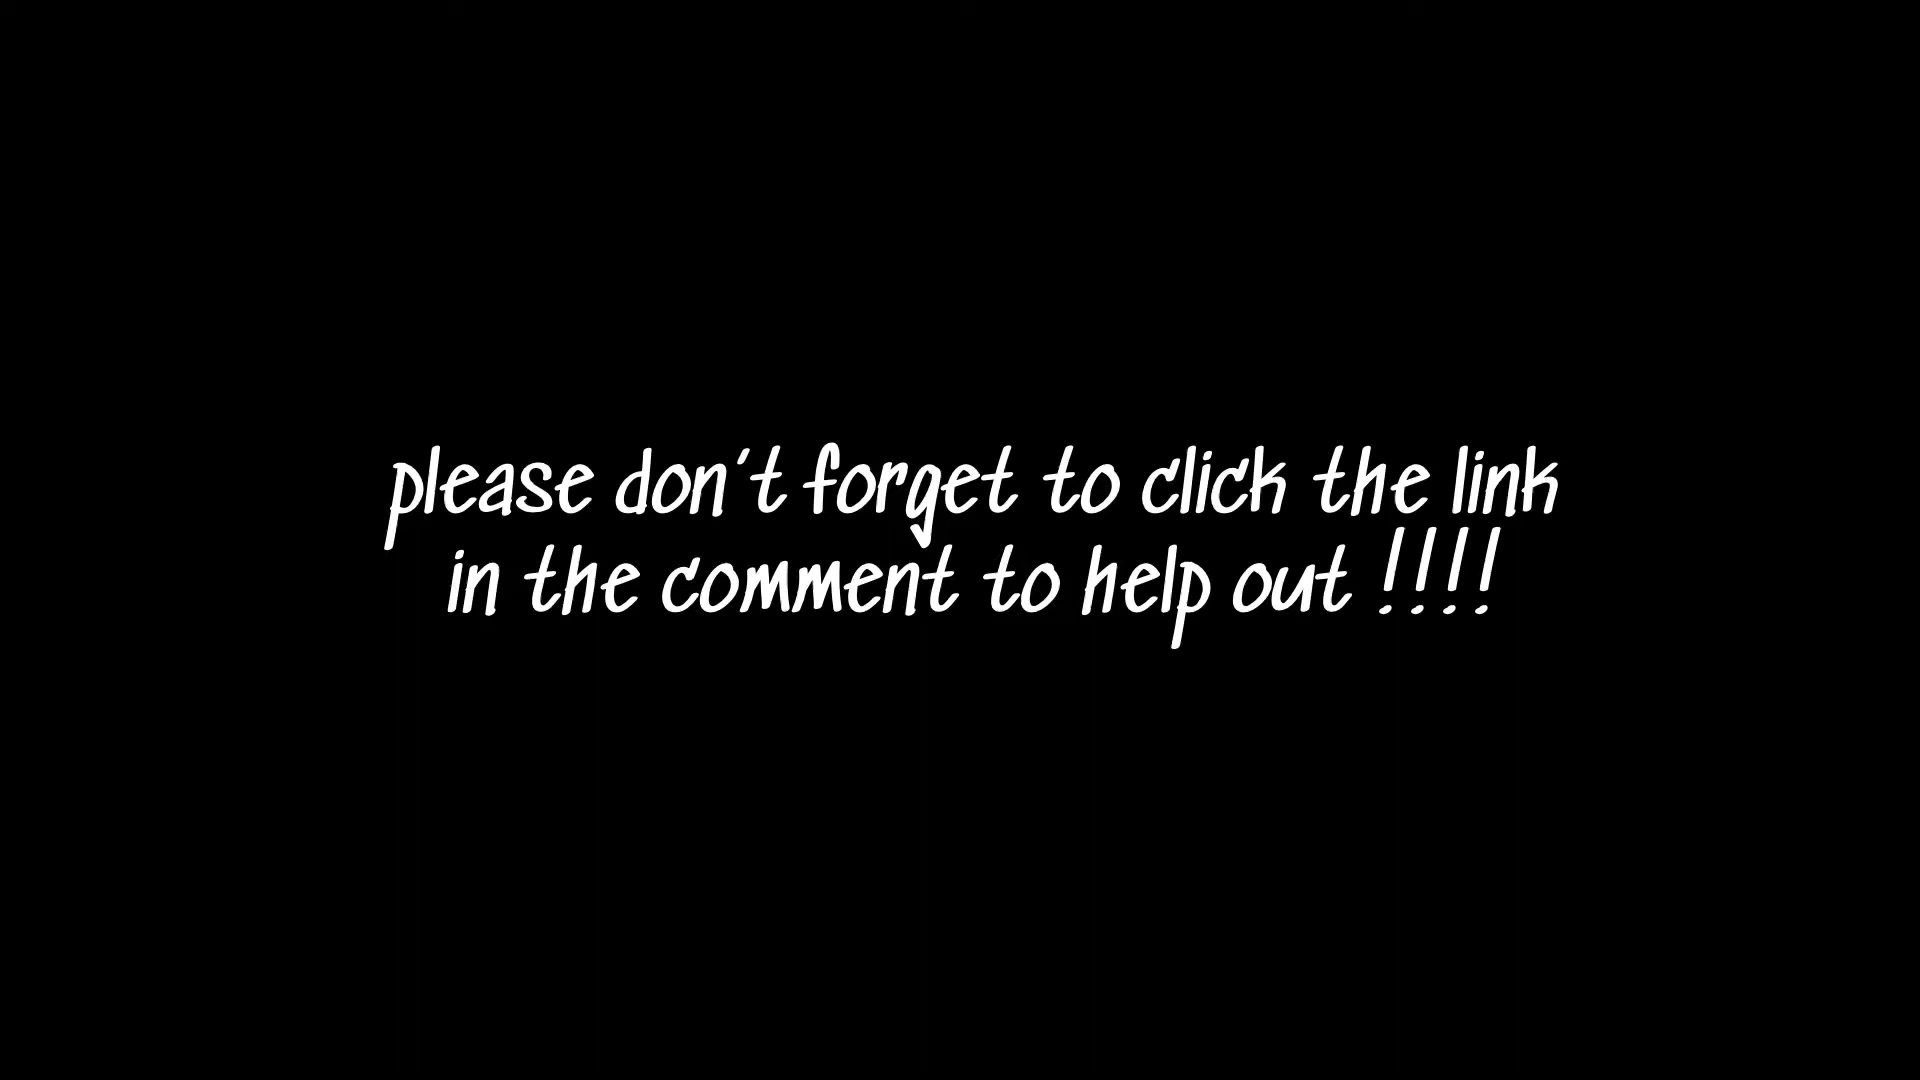 please don't forget to click the link
in the comment to help out !!!!